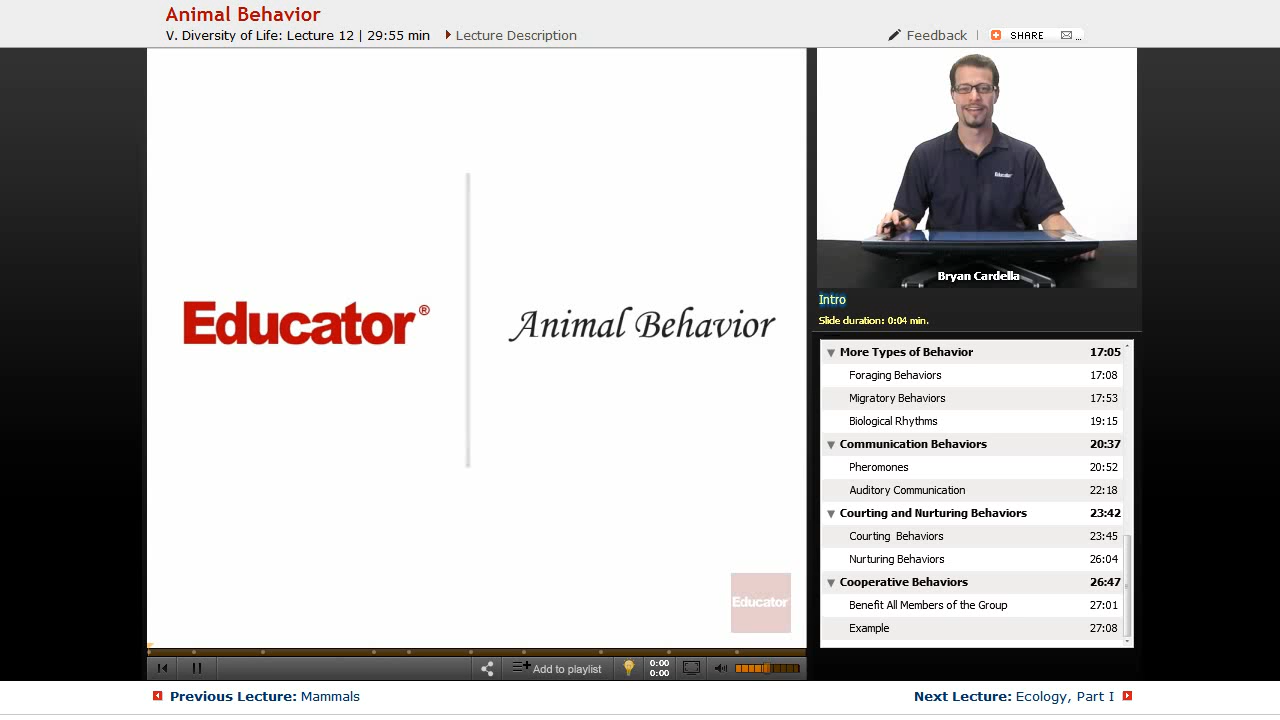 Animal Behavior
V. Diversity of Life: Lecture 12 | 29:55 min
Lecture Description
Feedback
SHARE
Educator®
Animal Behavior
Educator
Educator
Bryan Cardella
Intro
Slide duration: 0:04 min.
More Types of Behavior 17:05
Foraging Behaviors 17:08
Migratory Behaviors 17:53
Biological Rhythms 19:15
Communication Behaviors 20:37
Pheromones 20:52
Auditory Communication 22:18
Courting and Nurturing Behaviors 23:42
Courting Behaviors 23:45
Nurturing Behaviors 26:04
Cooperative Behaviors 26:47
Benefit All Members of the Group 27:01
Example 27:08
Add to playlist
0:00
0:00
Previous Lecture: Mammals
Next Lecture: Ecology, Part I